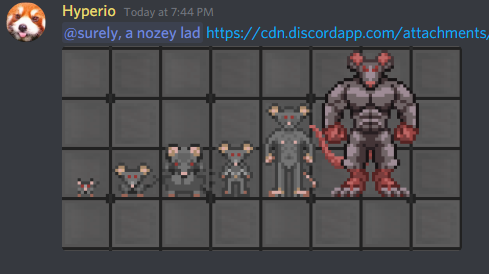 Hyperio Today at 7:44 PM
@surely, a nozey lad https://cdn.discordapp.com/attachments/